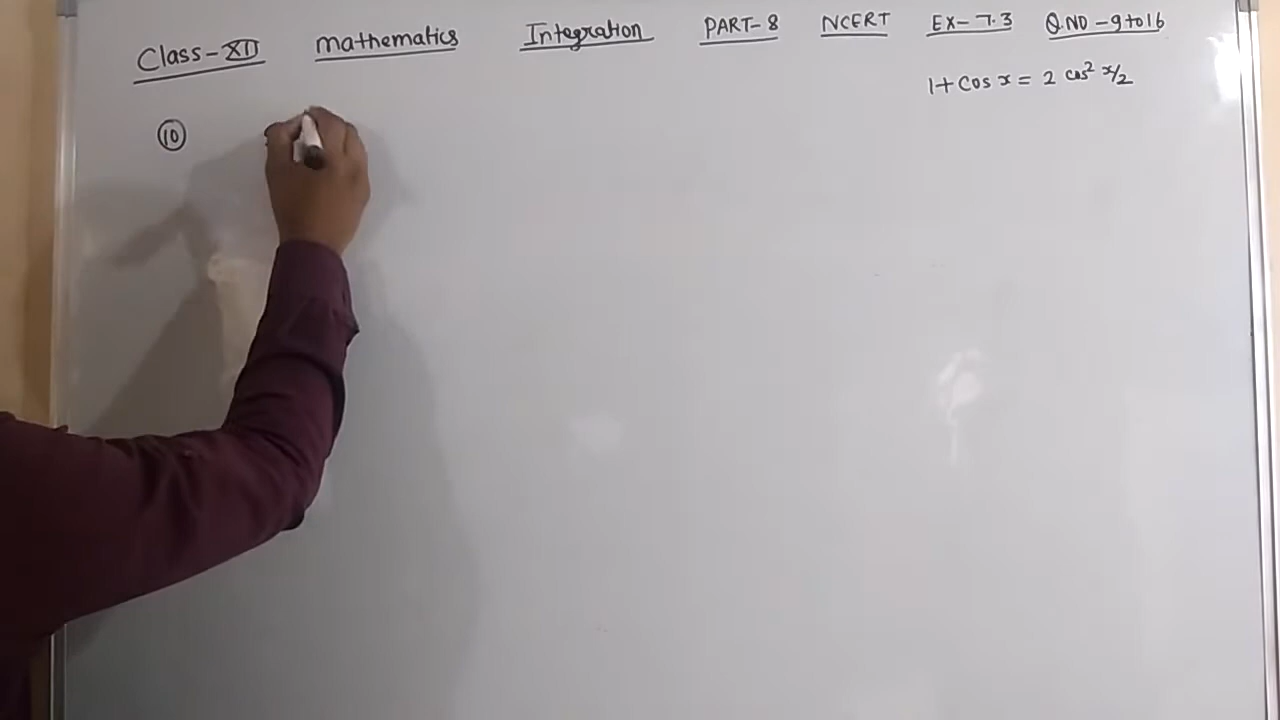 Class-XII Mathematics Integration PART-8 NCERT EX-7.3 Q.NO-9to16
1+ Cos x = 2 cos² x/2
10